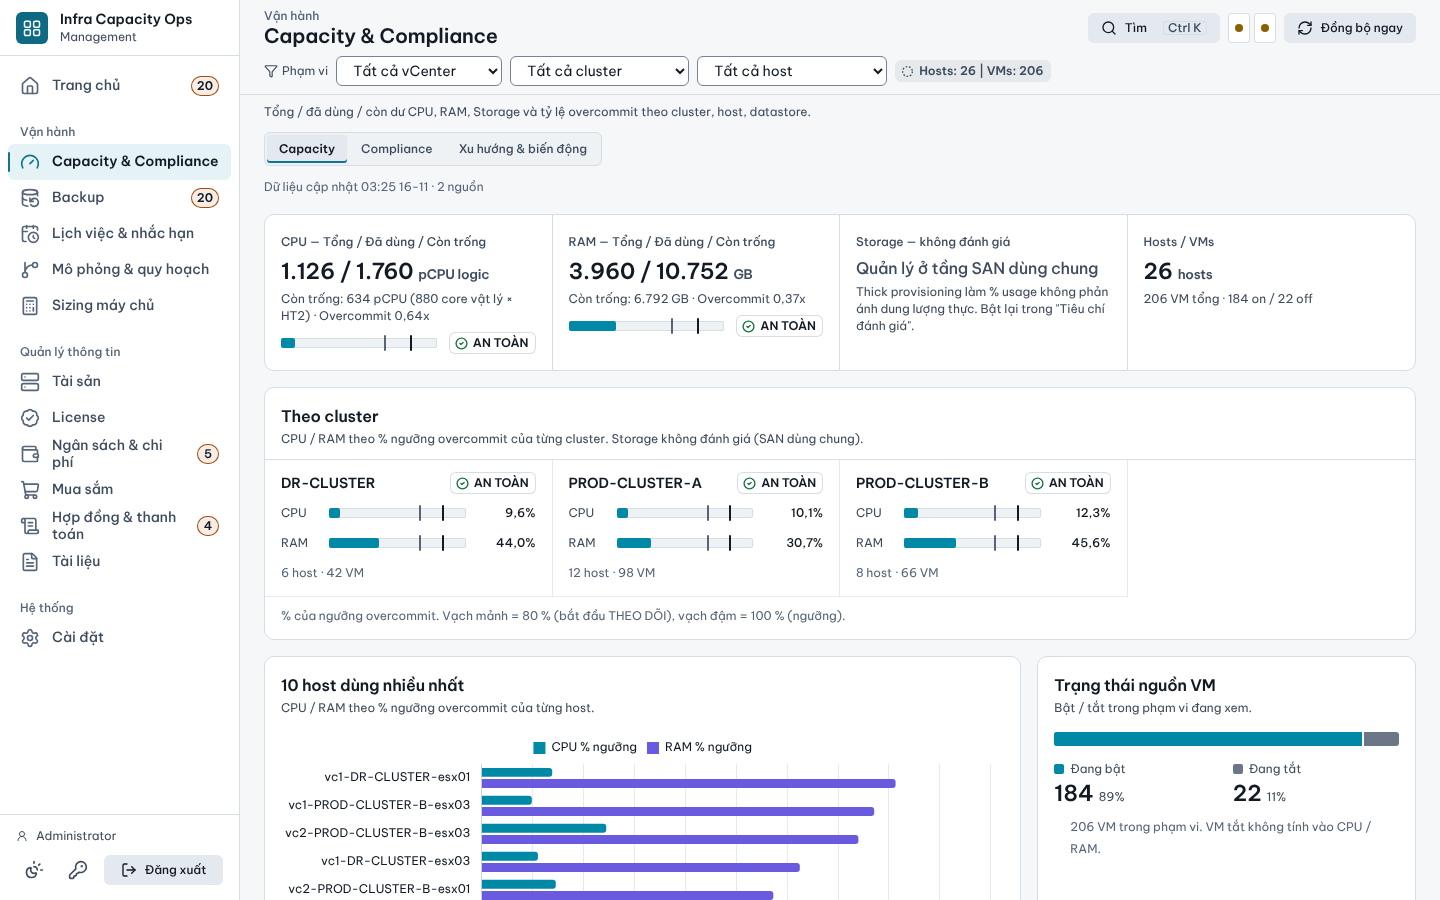 Infra Capacity Ops
Management
Trang chủ 20
Vận hành
Capacity & Compliance
Backup 20
Lịch việc & nhắc hạn
Mô phỏng & quy hoạch
Sizing máy chủ
Quản lý thông tin
Tài sản
License
Ngân sách & chi
phí 5
Mua sắm
Hợp đồng & thanh
toán 4
Tài liệu
Hệ thống
Cài đặt
Administrator
Đăng xuất
Vận hành
Capacity & Compliance
Tìm Ctrl K
Đồng bộ ngay
Phạm vi Tất cả vCenter Tất cả cluster Tất cả host Hosts: 26 | VMs: 206
Tổng / đã dùng / còn dư CPU, RAM, Storage và tỷ lệ overcommit theo cluster, host, datastore.
Capacity Compliance Xu hướng & biến động
Dữ liệu cập nhật 03:25 16-11 · 2 nguồn
CPU — Tổng / Đã dùng / Còn trống
1.126 / 1.760 pCPU logic
Còn trống: 634 pCPU (880 core vật lý ×
HT2) · Overcommit 0,64x
AN TOÀN
RAM — Tổng / Đã dùng / Còn trống
3.960 / 10.752 GB
Còn trống: 6.792 GB · Overcommit 0,37x
AN TOÀN
Storage — không đánh giá
Quản lý ở tầng SAN dùng chung
Thick provisioning làm % usage không phản
ánh dung lượng thực. Bật lại trong "Tiêu chí
đánh giá".
Hosts / VMs
26 hosts
206 VM tổng · 184 on / 22 off
Theo cluster
CPU / RAM theo % ngưỡng overcommit của từng cluster. Storage không đánh giá (SAN dùng chung).
DR-CLUSTER AN TOÀN
CPU 9,6%
RAM 44,0%
6 host · 42 VM
PROD-CLUSTER-A AN TOÀN
CPU 10,1%
RAM 30,7%
12 host · 98 VM
PROD-CLUSTER-B AN TOÀN
CPU 12,3%
RAM 45,6%
8 host · 66 VM
% của ngưỡng overcommit. Vạch mảnh = 80 % (bắt đầu THEO DÕI), vạch đậm = 100 % (ngưỡng).
10 host dùng nhiều nhất
CPU / RAM theo % ngưỡng overcommit của từng host.
CPU % ngưỡng RAM % ngưỡng
vc1-DR-CLUSTER-esx01
vc1-PROD-CLUSTER-B-esx03
vc2-PROD-CLUSTER-B-esx03
vc1-DR-CLUSTER-esx03
vc2-PROD-CLUSTER-B-esx01
Trạng thái nguồn VM
Bật / tắt trong phạm vi đang xem.
Đang bật
184 89%
Đang tắt
22 11%
206 VM trong phạm vi. VM tắt không tính vào CPU /
RAM.